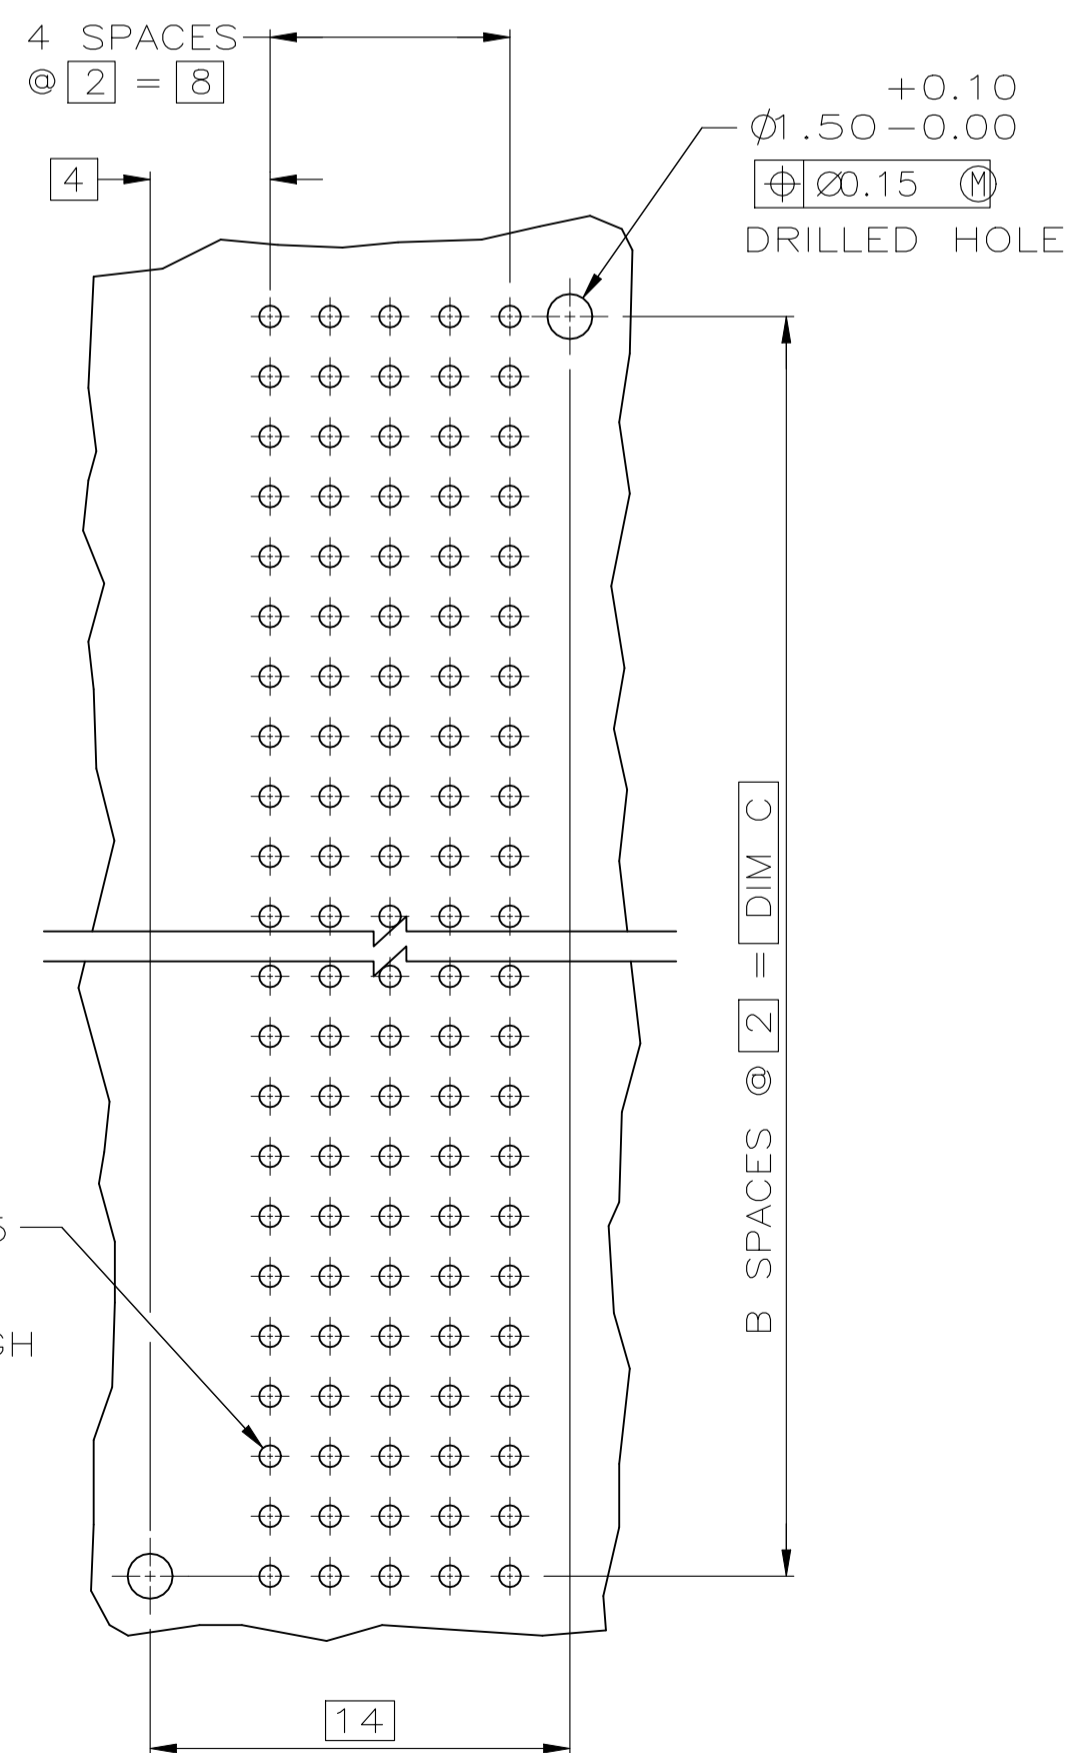 4 SPACES
@ 2 = 8
4
+0.10
Ø1.50 -0.00
⌖ Ø0.15 Ⓜ
DRILLED HOLE
B SPACES @ 2 = DIM C
14